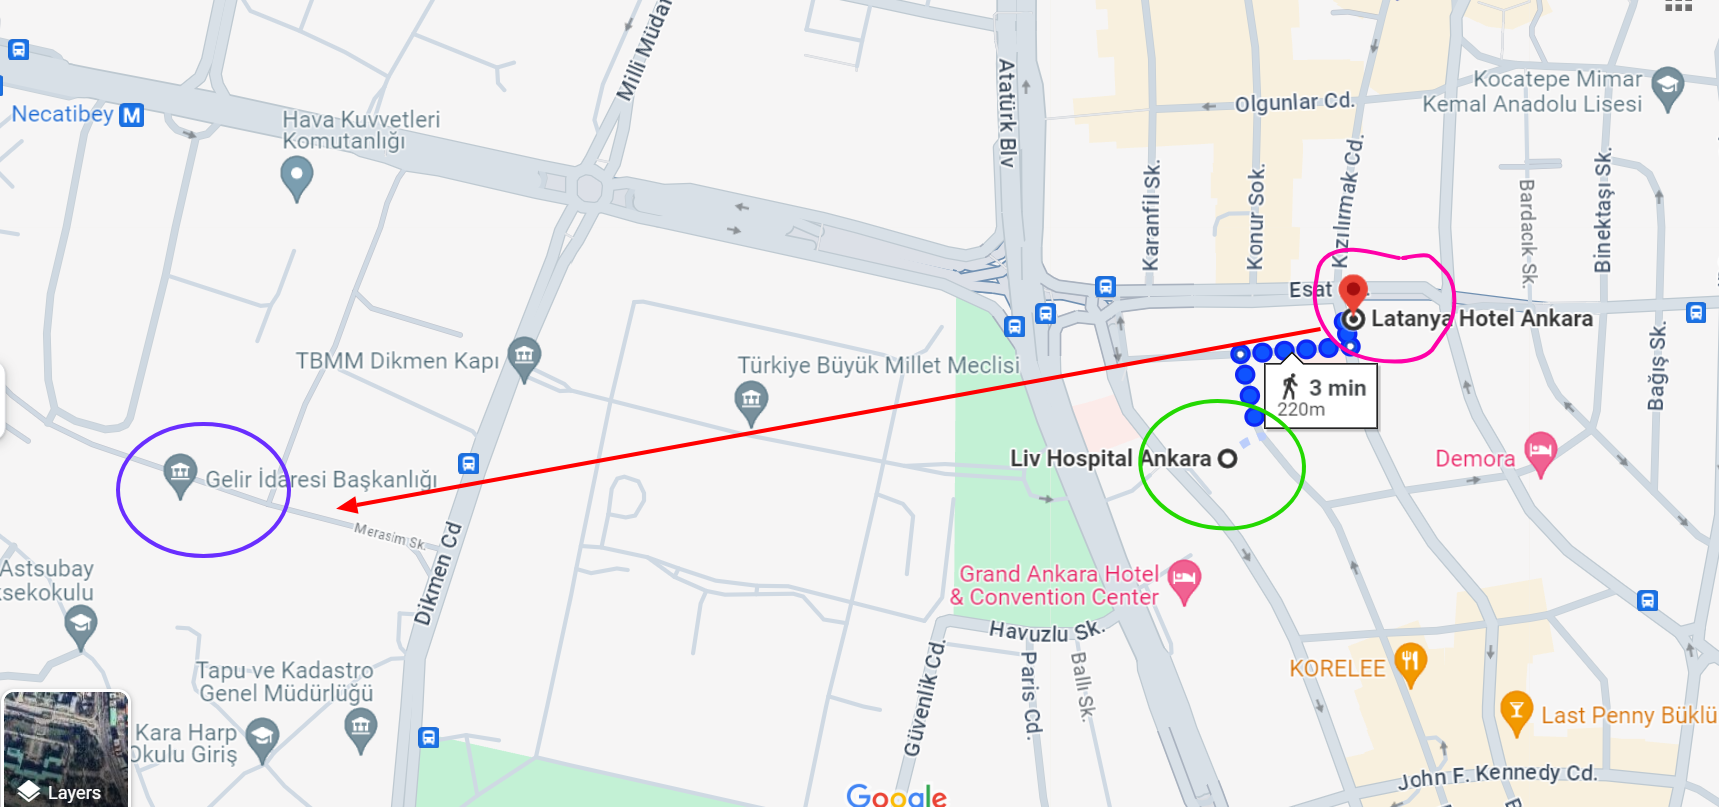 Necatibey M
Hava Kuvvetleri
Komutanlığı
Milli Müdaf
Atatürk Blv
Olgunlar Cd.
Kocatepe Mimar
Kemal Anadolu Lisesi
Karanfil Sk.
Konur Sok.
Kızılırmak Cd.
Bardacık Sk.
Binektaşı Sk.
Esat
Latanya Hotel Ankara
TBMM Dikmen Kapı
Türkiye Büyük Millet Meclisi
3 min
220m
Bağış Sk.
Liv Hospital Ankara
Demora
Gelir İdaresi Başkanlığı
Merasim Sk.
Dikmen Cd
Astsubay
ksekokulu
Grand Ankara Hotel
& Convention Center
Havuzlu Sk.
Güvenlik Cd.
Paris Cd.
Ballı Sk.
Tapu ve Kadastro
Genel Müdürlüğü
Kara Harp
Okulu Giriş
KORELEE
Last Penny Büklü
John F. Kennedy Cd.
Layers
Google